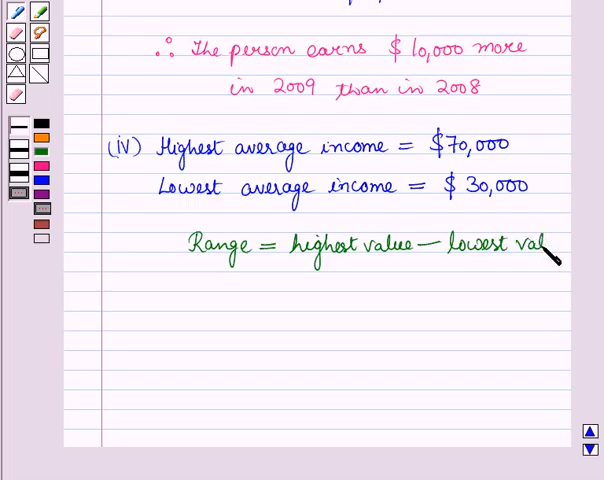 ∴ The person earns $ 10,000 more
in 2009 than in 2008
(iv) Highest average income = $70,000
Lowest average income = $ 30,000
Range = highest value – lowest val